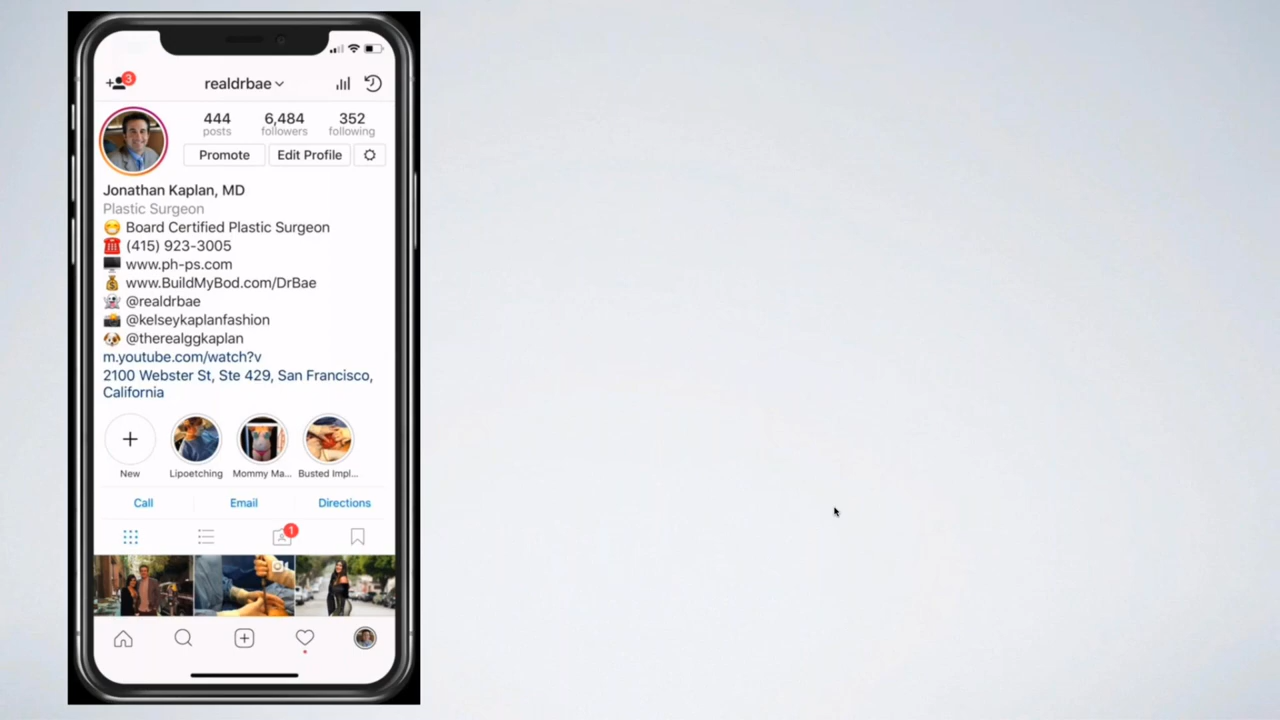 3
realdrbae
444
6,484
352
posts
followers
following
Promote
Edit Profile
Jonathan Kaplan, MD
Plastic Surgeon
Board Certified Plastic Surgeon
(415) 923-3005
www.ph-ps.com
www.BuildMyBod.com/DrBae
@realdrbae
@kelseykaplanfashion
@therealggkaplan
m.youtube.com/watch?v
2100 Webster St, Ste 429, San Francisco,
California
New
Lipoetching
Mommy Ma...
Busted Impl...
Call
Email
Directions
1